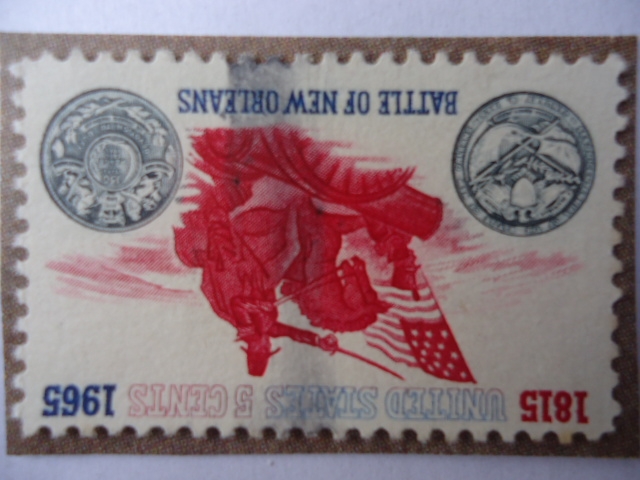 1815 UNITED STATES 5 CENTS 1965
BATTLE OF NEW ORLEANS